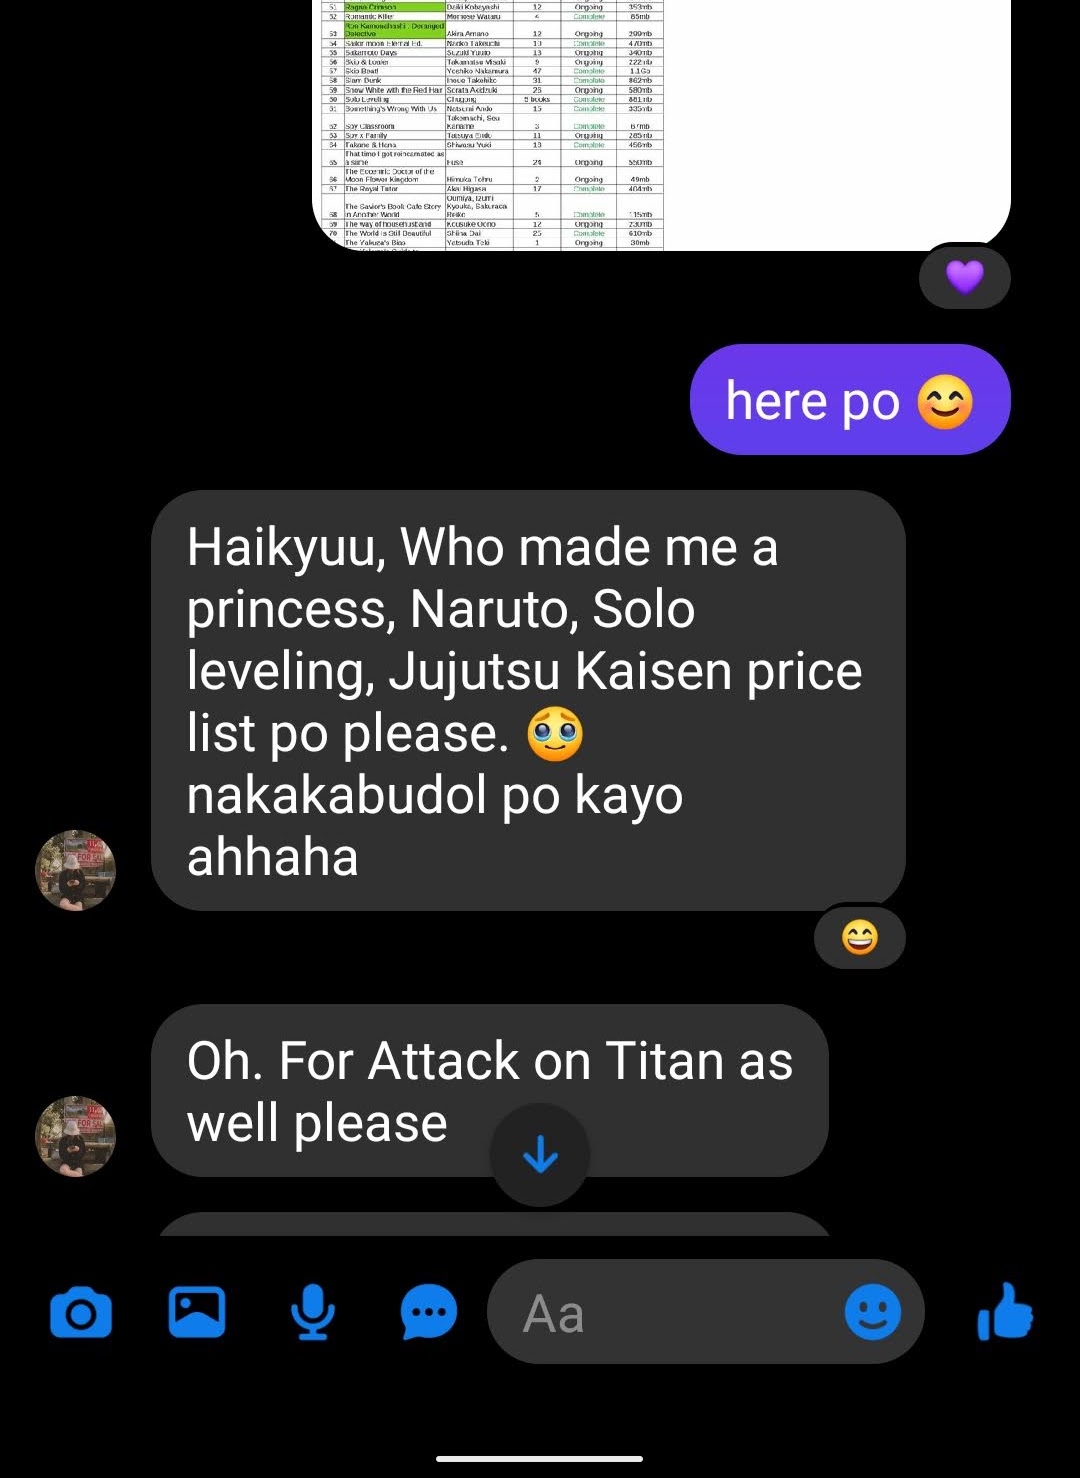 51 Ragna Crimson Daiki Kobayashi 12 Ongoing 353mb
52 Romantic Killer Momose Wataru 4 Complete 85mb
Ron Kamonohashi : Deranged
53 Detective Akira Amano 12 Ongoing 299mb
54 Sailor moon Eternal Ed. Naoko Takeuchi 10 Complete 470mb
55 Sakamoto Days Suzuki Yuuto 13 Ongoing 340mb
56 Skip & Loafer Takamatsu Misaki 9 Ongoing 222mb
57 Skip Beat! Yoshiko Nakamura 47 Complete 1.1Gb
58 Slam Dunk Inoue Takehiko 31 Complete 862mb
59 Snow White with the Red Hair Sorata Akidzuki 26 Ongoing 580mb
60 Solo Leveling Chugong 5 books Complete 881mb
61 Something's Wrong With Us Natsumi Ando 15 Complete 335mb
Takemachi, Sou
62 Spy Classroom Kaname 3 Complete 67mb
63 Spy x Family Tatsuya Endo 11 Ongoing 285mb
64 Takane & Hana Shiwasu Yuki 18 Complete 456mb
That time I got reincarnated as
65 a slime Fuse 24 Ongoing 550mb
The Eccentric Doctor of the
66 Moon Flower Kingdom Himuka Tohru 2 Ongoing 49mb
67 The Royal Tutor Akai Higasa 17 Complete 404mb
Oumiya, Izumi
The Savior's Book Cafe Story Kyouka, Sakurada
68 in Another World Reiko 5 Complete 115mb
69 The way of househusband Kousuke Oono 12 Ongoing 230mb
70 The World Is Still Beautiful Shiina Dai 25 Complete 610mb
The Yakuza's Bias Yatsuda Teki 1 Ongoing 30mb
here po 😊
Haikyuu, Who made me a
princess, Naruto, Solo
leveling, Jujutsu Kaisen price
list po please. 🥹
nakakabudol po kayo
ahhaha
Oh. For Attack on Titan as
well please
Aa